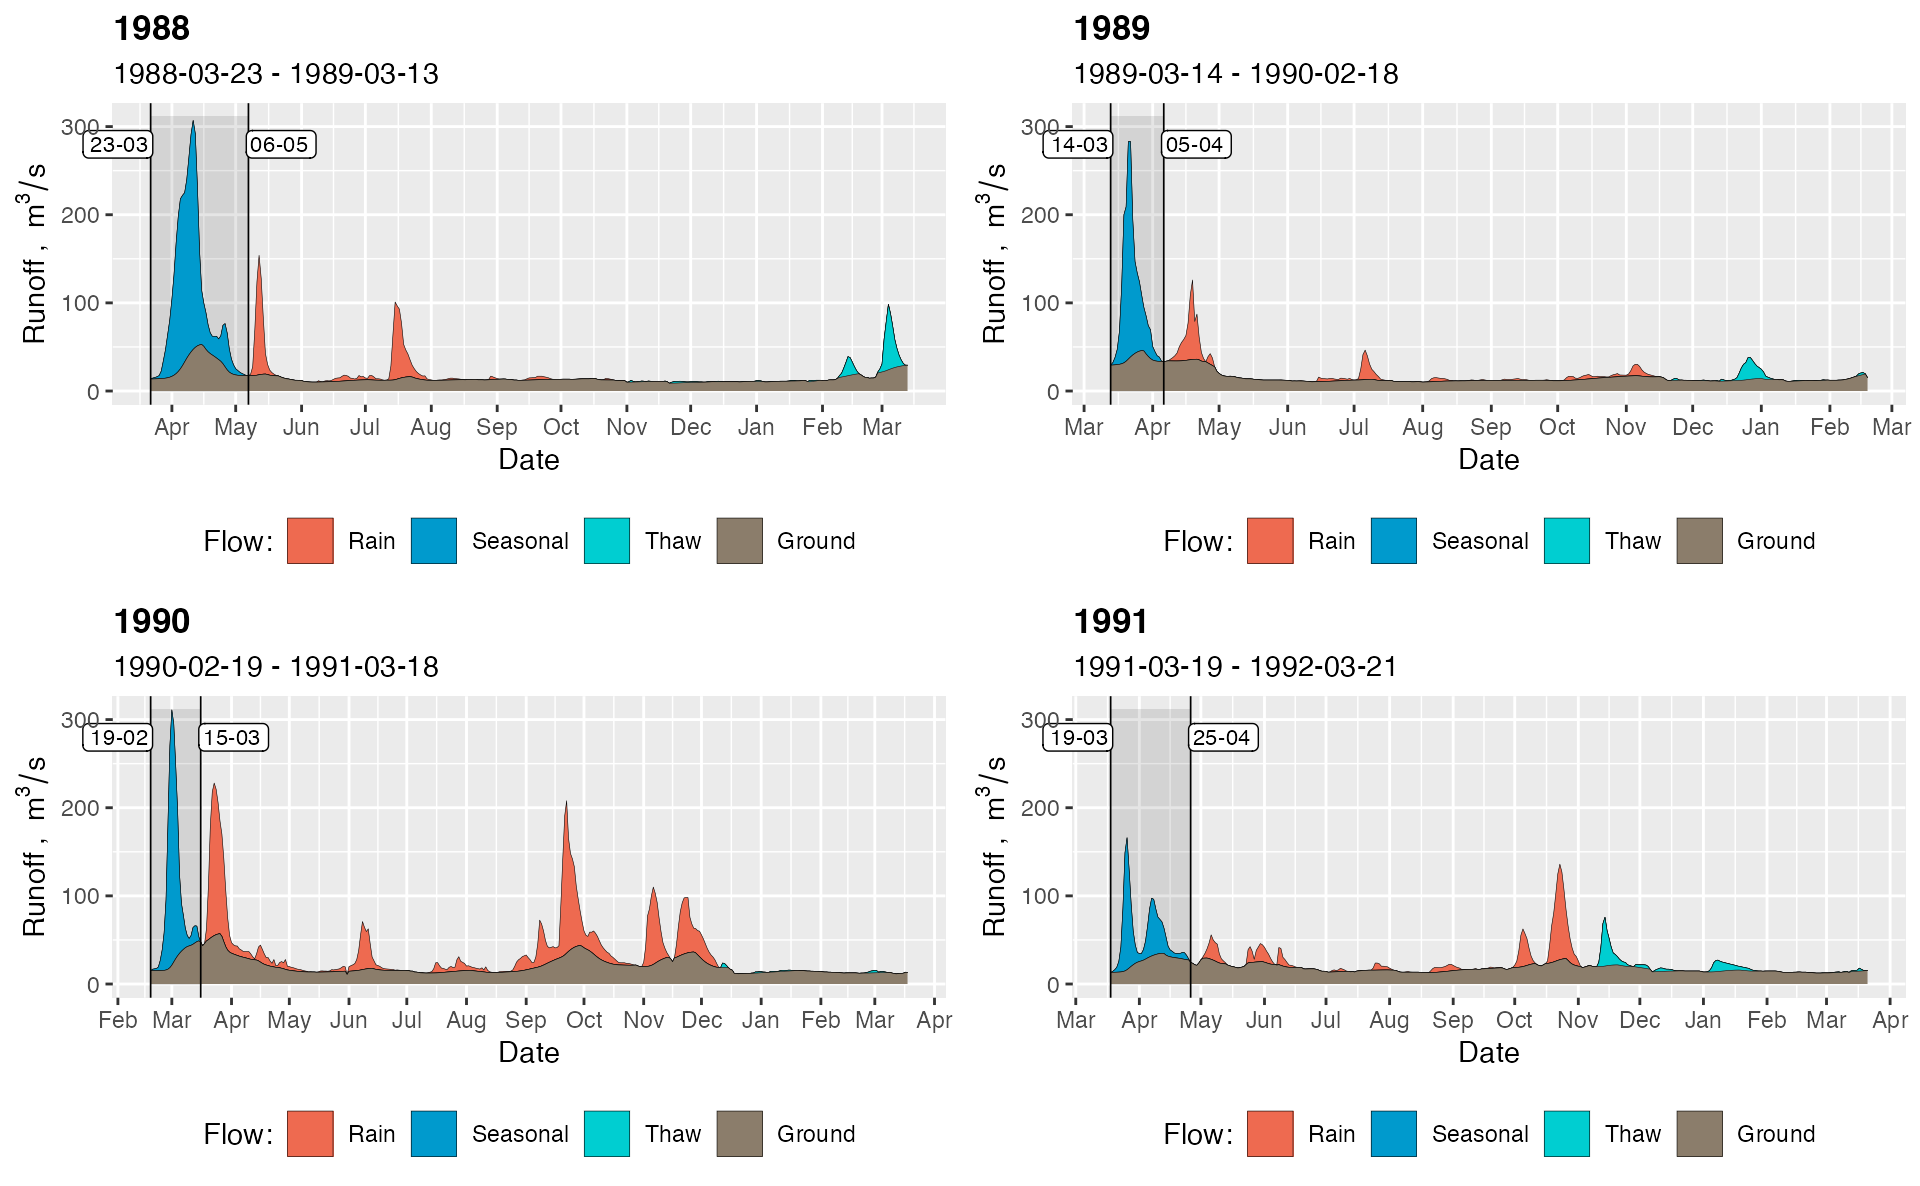 1988
1988-03-23 - 1989-03-13
Runoff , m³/s
300
200
100
0
23-03
06-05
Apr May Jun Jul Aug Sep Oct Nov Dec Jan Feb Mar
Date
Flow: Rain Seasonal Thaw Ground
1989
1989-03-14 - 1990-02-18
Runoff , m³/s
300
200
100
0
14-03
05-04
Mar Apr May Jun Jul Aug Sep Oct Nov Dec Jan Feb Mar
Date
Flow: Rain Seasonal Thaw Ground
1990
1990-02-19 - 1991-03-18
Runoff , m³/s
300
200
100
0
19-02
15-03
Feb Mar Apr May Jun Jul Aug Sep Oct Nov Dec Jan Feb Mar Apr
Date
Flow: Rain Seasonal Thaw Ground
1991
1991-03-19 - 1992-03-21
Runoff , m³/s
300
200
100
0
19-03
25-04
Mar Apr May Jun Jul Aug Sep Oct Nov Dec Jan Feb Mar Apr
Date
Flow: Rain Seasonal Thaw Ground